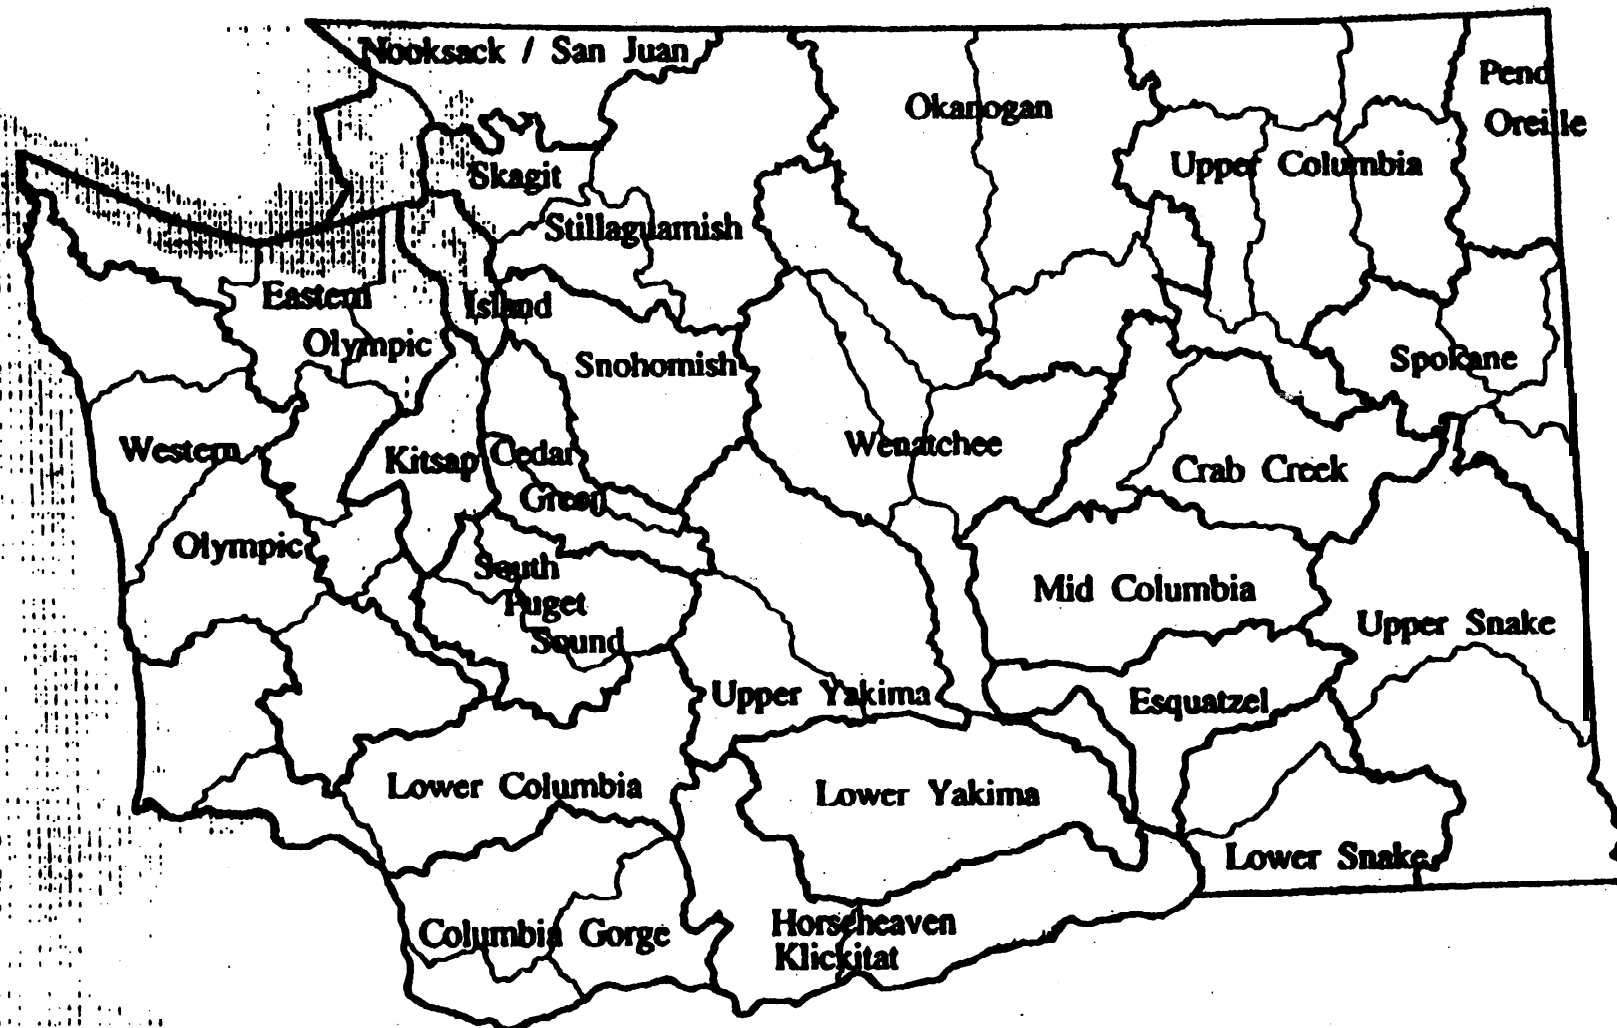 Nooksack / San Juan
Okanogan
Pend
Oreille
Upper Columbia
Skagit
Stillaguamish
Eastern
Olympic
Island
Snohomish
Spokane
Western
Olympic
Kitsap
Cedar
Green
Wenatchee
Crab Creek
South
Puget
Sound
Mid Columbia
Upper Snake
Upper Yakima
Esquatzel
Lower Columbia
Lower Yakima
Lower Snake
Columbia Gorge
Horseheaven
Klickitat